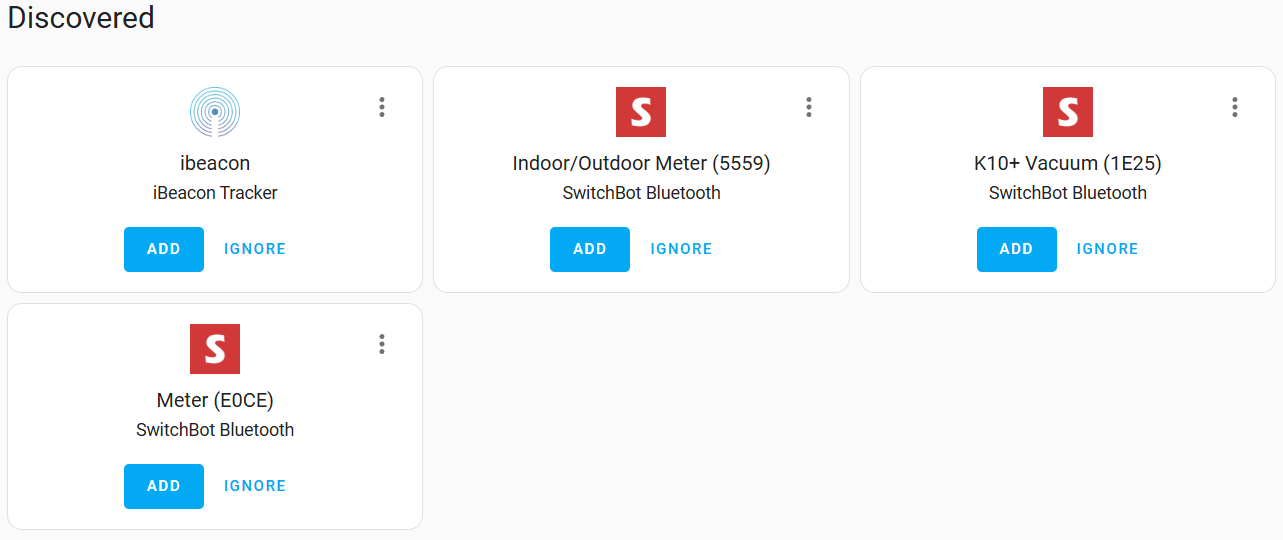 Discovered
ibeacon
iBeacon Tracker
ADD IGNORE
Indoor/Outdoor Meter (5559)
SwitchBot Bluetooth
ADD IGNORE
K10+ Vacuum (1E25)
SwitchBot Bluetooth
ADD IGNORE
Meter (E0CE)
SwitchBot Bluetooth
ADD IGNORE